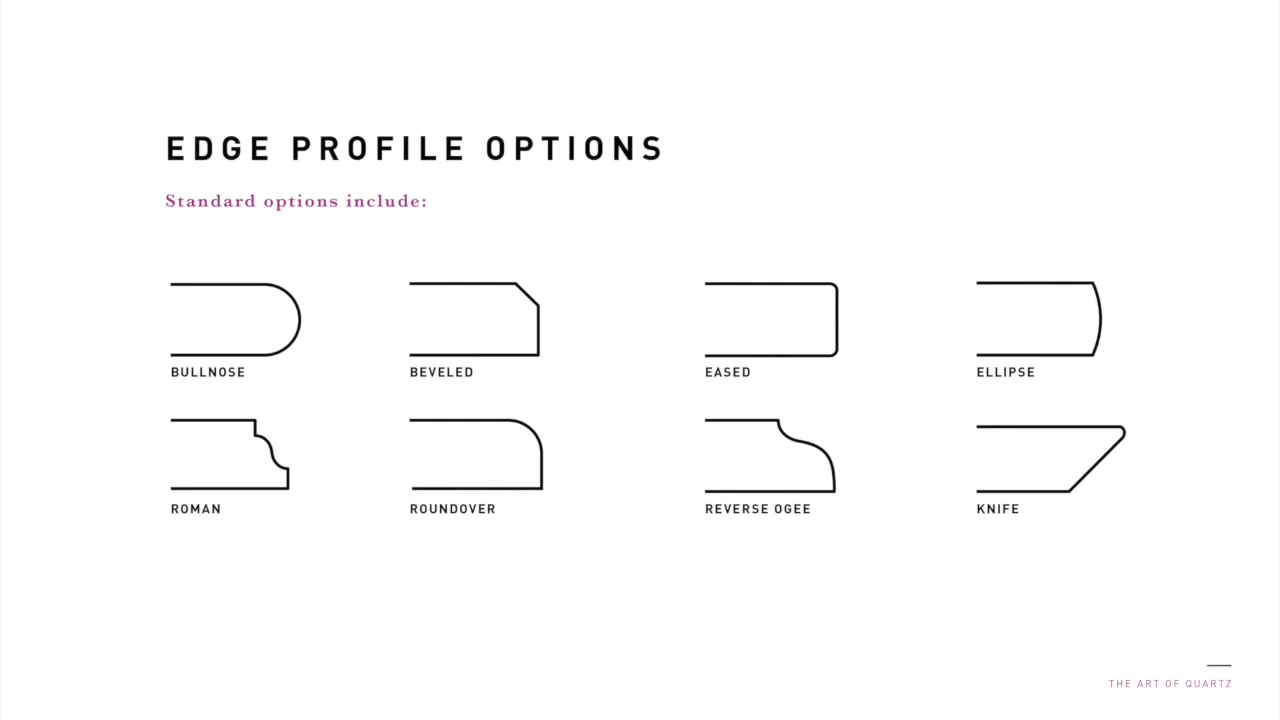 EDGE PROFILE OPTIONS
Standard options include:
BULLNOSE
BEVELED
EASED
ELLIPSE
ROMAN
ROUNDOVER
REVERSE OGEE
KNIFE
THE ART OF QUARTZ